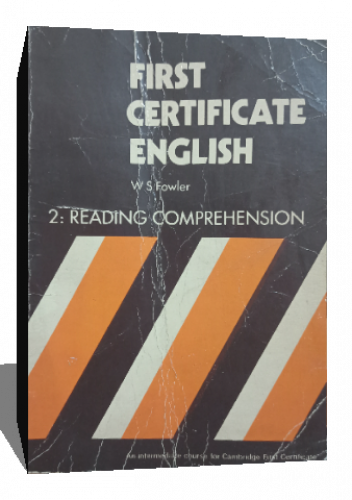 FIRST
CERTIFICATE
ENGLISH
W S Fowler
2: READING COMPREHENSION
An intermediate course for Cambridge First Certificate